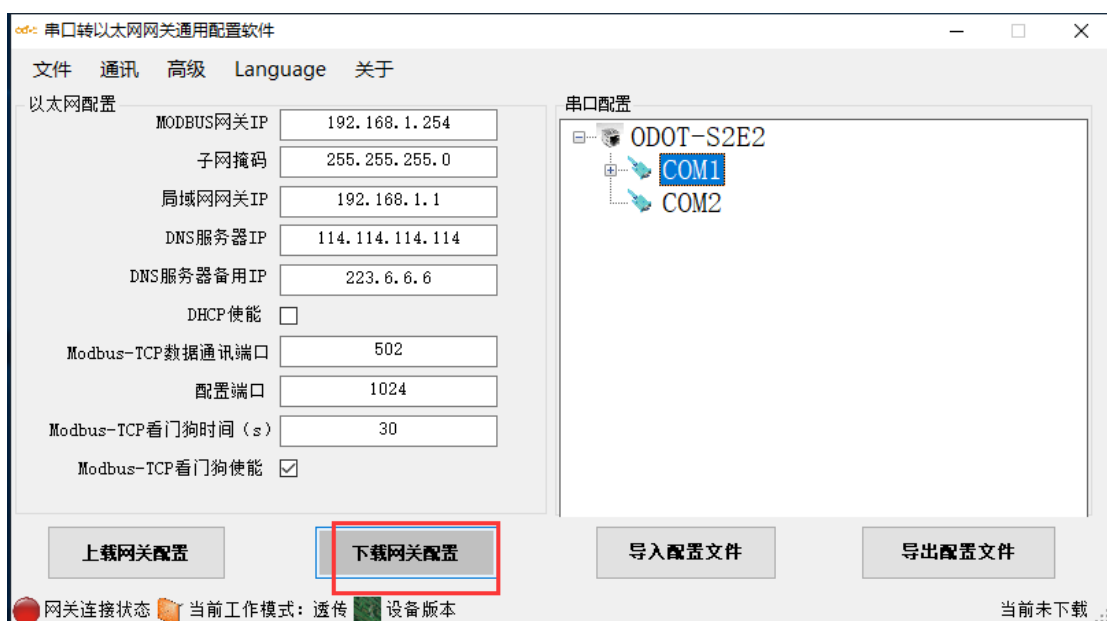 串口转以太网网关通用配置软件
文件 通讯 高级 Language 关于
以太网配置
MODBUS网关IP 192.168.1.254
子网掩码 255.255.255.0
局域网网关IP 192.168.1.1
DNS服务器IP 114.114.114.114
DNS服务器备用IP 223.6.6.6
DHCP使能
Modbus-TCP数据通讯端口 502
配置端口 1024
Modbus-TCP看门狗时间（s） 30
Modbus-TCP看门狗使能
串口配置
ODOT-S2E2
COM1
COM2
上载网关配置 下载网关配置 导入配置文件 导出配置文件
网关连接状态 当前工作模式：透传 设备版本 当前未下载